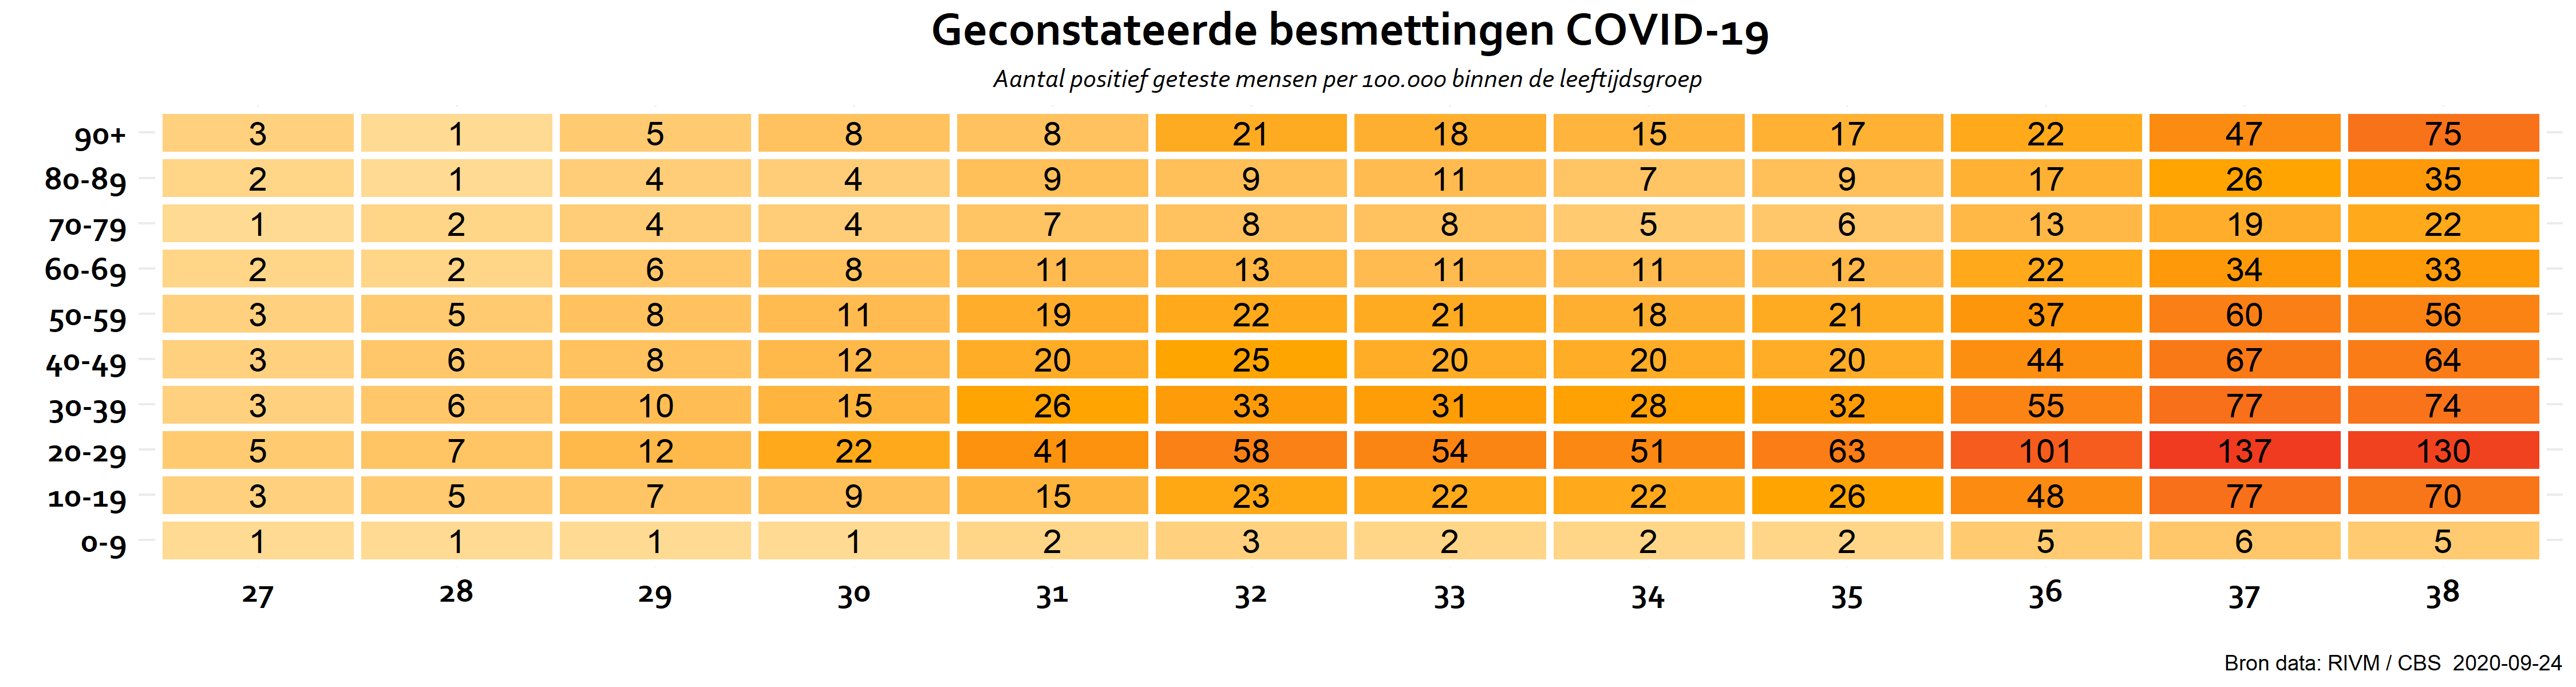 Geconstateerde besmettingen COVID-19
Aantal positief geteste mensen per 100.000 binnen de leeftijdsgroep
90+ 3 1 5 8 8 21 18 15 17 22 47 75
80-89 2 1 4 4 9 9 11 7 9 17 26 35
70-79 1 2 4 4 7 8 8 5 6 13 19 22
60-69 2 2 6 8 11 13 11 11 12 22 34 33
50-59 3 5 8 11 19 22 21 18 21 37 60 56
40-49 3 6 8 12 20 25 20 20 20 44 67 64
30-39 3 6 10 15 26 33 31 28 32 55 77 74
20-29 5 7 12 22 41 58 54 51 63 101 137 130
10-19 3 5 7 9 15 23 22 22 26 48 77 70
0-9 1 1 1 1 2 3 2 2 2 5 6 5
27 28 29 30 31 32 33 34 35 36 37 38
Bron data: RIVM / CBS 2020-09-24